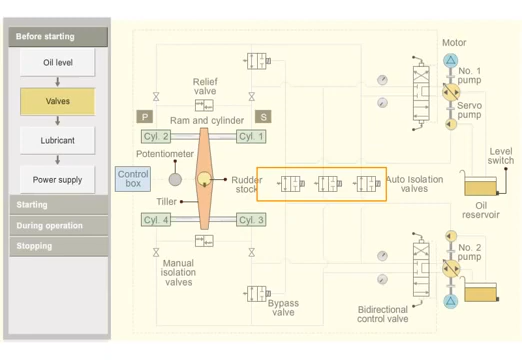 Before starting
Oil level
Valves
Lubricant
Power supply
Starting
During operation
Stopping
Motor
No. 1
pump
Servo
pump
Level
switch
Oil
reservoir
Relief
valve
P
S
Ram and cylinder
Cyl. 2
Cyl. 1
Potentiometer
Control
box
Rudder
stock
Auto Isolation
valves
Tiller
Cyl. 4
Cyl. 3
Manual
isolation
valves
Bypass
valve
Bidirectional
control valve
No. 2
pump